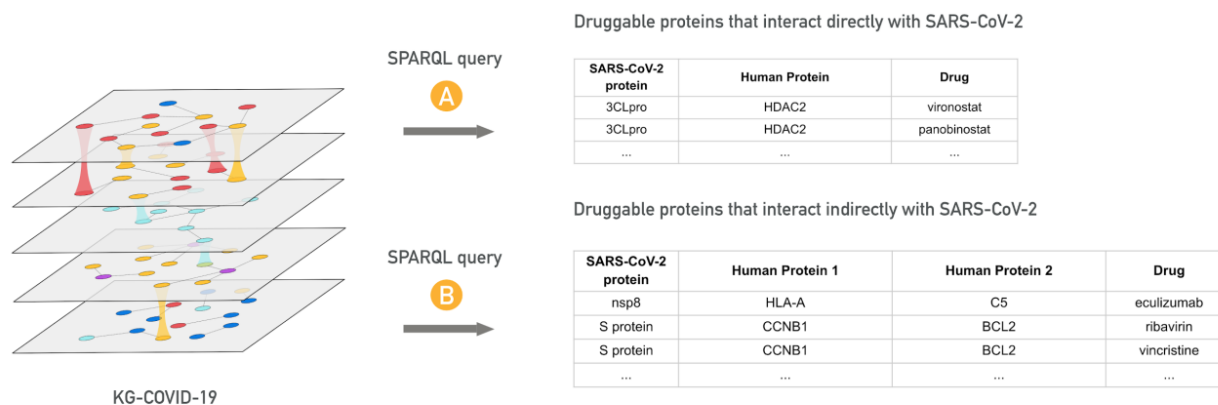 Druggable proteins that interact directly with SARS-CoV-2
SPARQL query
A
SARS-CoV-2 protein Human Protein Drug
3CLpro HDAC2 vironostat
3CLpro HDAC2 panobinostat
... ... ...
Druggable proteins that interact indirectly with SARS-CoV-2
SPARQL query
B
SARS-CoV-2 protein Human Protein 1 Human Protein 2 Drug
nsp8 HLA-A C5 eculizumab
S protein CCNB1 BCL2 ribavirin
S protein CCNB1 BCL2 vincristine
... ... ... ...
KG-COVID-19